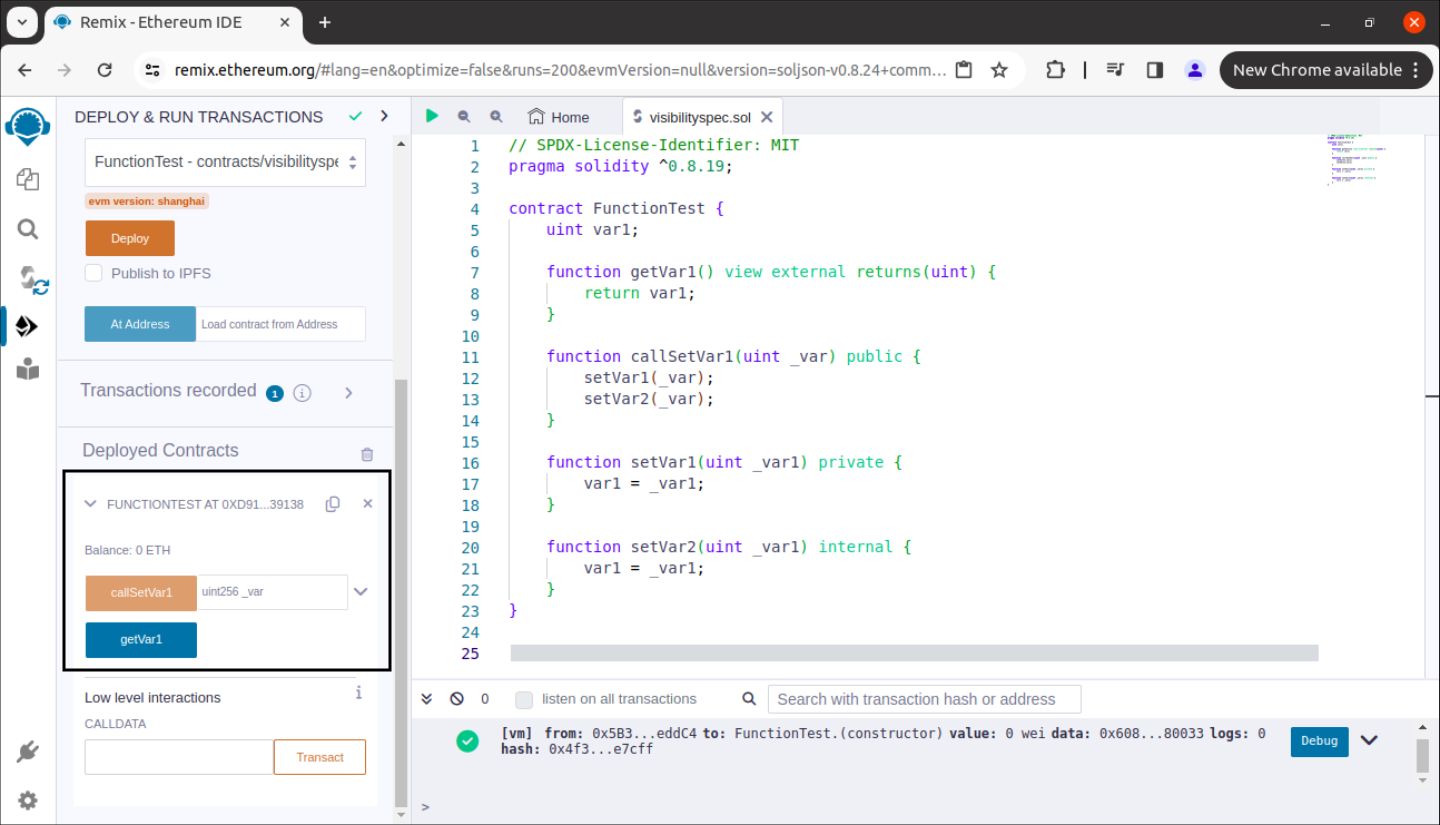 Remix - Ethereum IDE
remix.ethereum.org/#lang=en&optimize=false&runs=200&evmVersion=null&version=soljson-v0.8.24+comm...
New Chrome available
DEPLOY & RUN TRANSACTIONS
FunctionTest - contracts/visibilityspe
evm version: shanghai
Deploy
Publish to IPFS
At Address
Load contract from Address
Transactions recorded 1 i
Deployed Contracts
FUNCTIONTEST AT 0XD91...39138
Balance: 0 ETH
callSetVar1
uint256 _var
getVar1
Low level interactions
i
CALLDATA
Transact
Home
visibilityspec.sol
1 // SPDX-License-Identifier: MIT
2 pragma solidity ^0.8.19;
3
4 contract FunctionTest {
5 uint var1;
6
7 function getVar1() view external returns(uint) {
8 return var1;
9 }
10
11 function callSetVar1(uint _var) public {
12 setVar1(_var);
13 setVar2(_var);
14 }
15
16 function setVar1(uint _var1) private {
17 var1 = _var1;
18 }
19
20 function setVar2(uint _var1) internal {
21 var1 = _var1;
22 }
23 }
24
25
0
listen on all transactions
Search with transaction hash or address
[vm] from: 0x5B3...eddC4 to: FunctionTest.(constructor) value: 0 wei data: 0x608...80033 logs: 0
hash: 0x4f3...e7cff
Debug
>